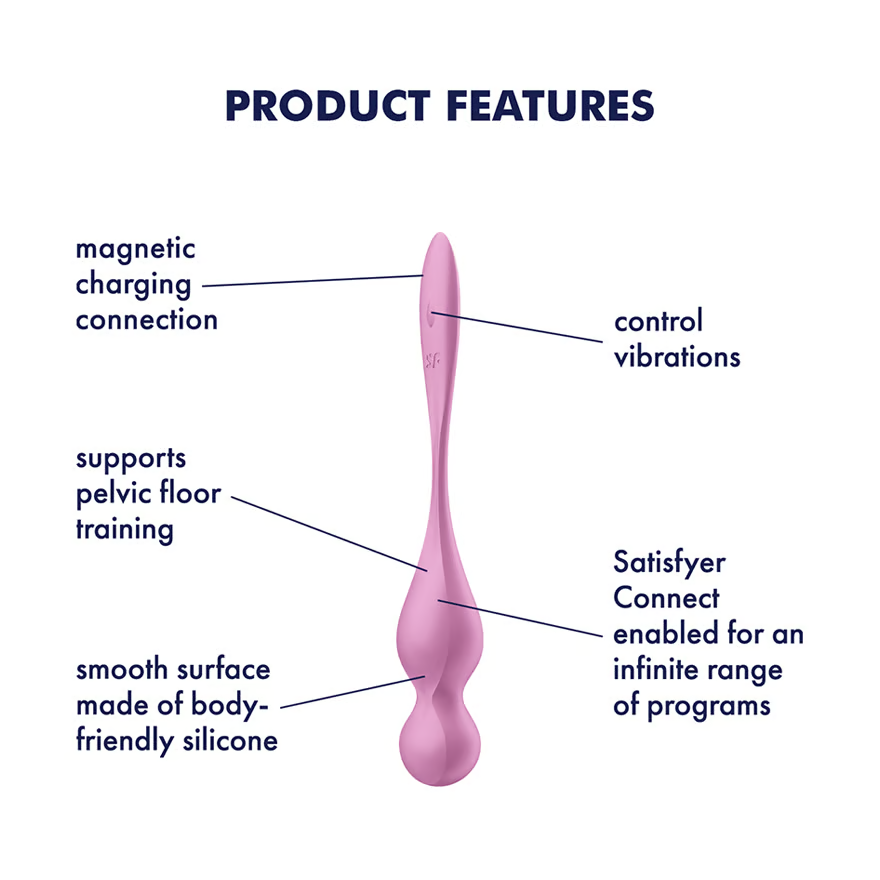 PRODUCT FEATURES
magnetic
charging
connection
control
vibrations
SF
supports
pelvic floor
training
Satisfyer
Connect
enabled for an
infinite range
of programs
smooth surface
made of body-
friendly silicone